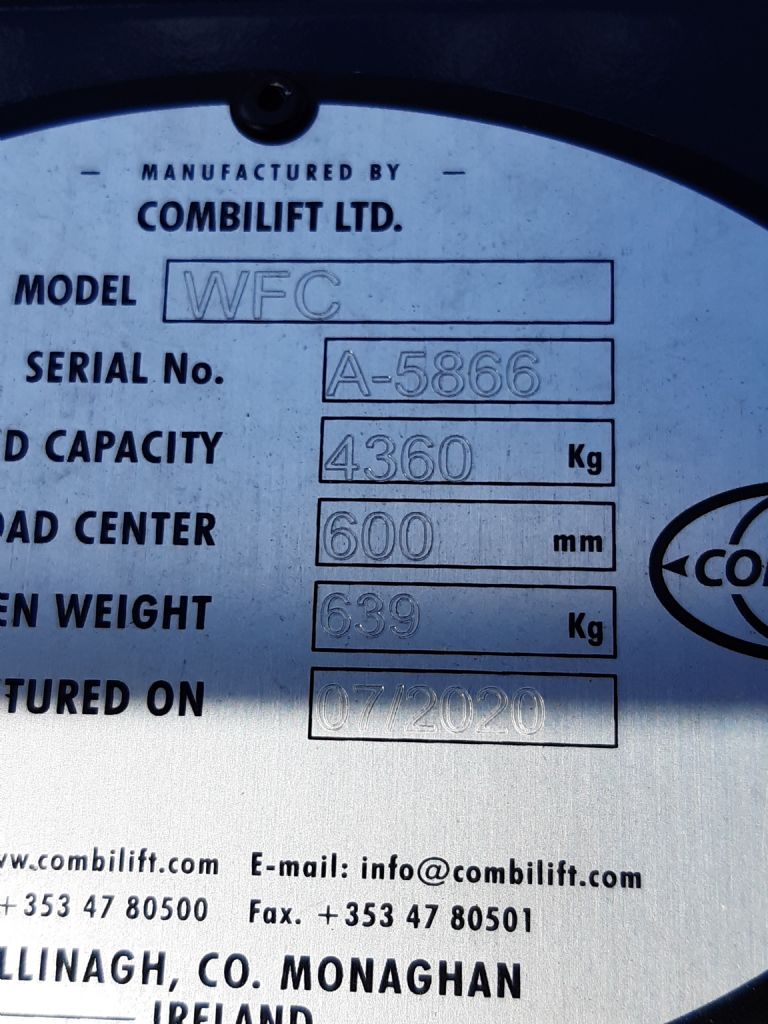 — MANUFACTURED BY —
COMBILIFT LTD.
MODEL WFC
SERIAL No. A-5866
D CAPACITY 4360 Kg
OAD CENTER 600 mm
EN WEIGHT 639 Kg
TURED ON 07/2020
COM
ww.combilift.com E-mail: info@combilift.com
+353 47 80500 Fax. +353 47 80501
LLINAGH, CO. MONAGHAN
IRELAND